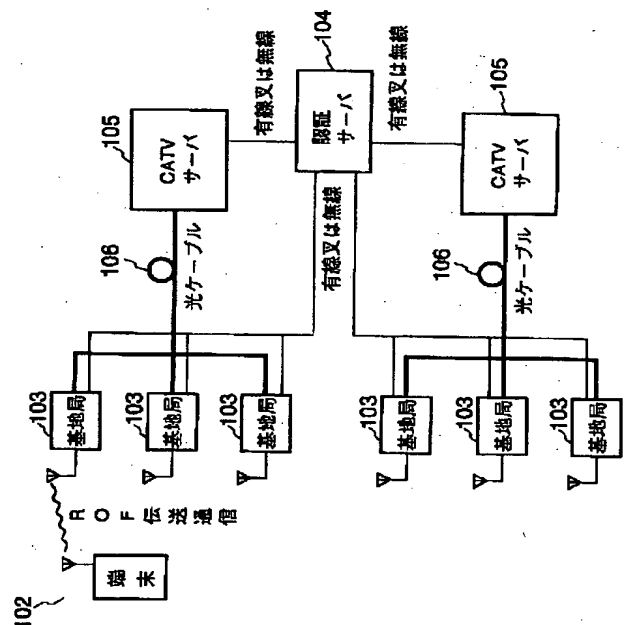 102
端末
ROF伝送通信
103
基地局
103
基地局
103
基地局
106
光ケーブル
105
CATV
サーバ
有線又は無線
104
認証
サーバ
有線又は無線
有線又は無線
103
基地局
103
基地局
103
基地局
106
光ケーブル
105
CATV
サーバ